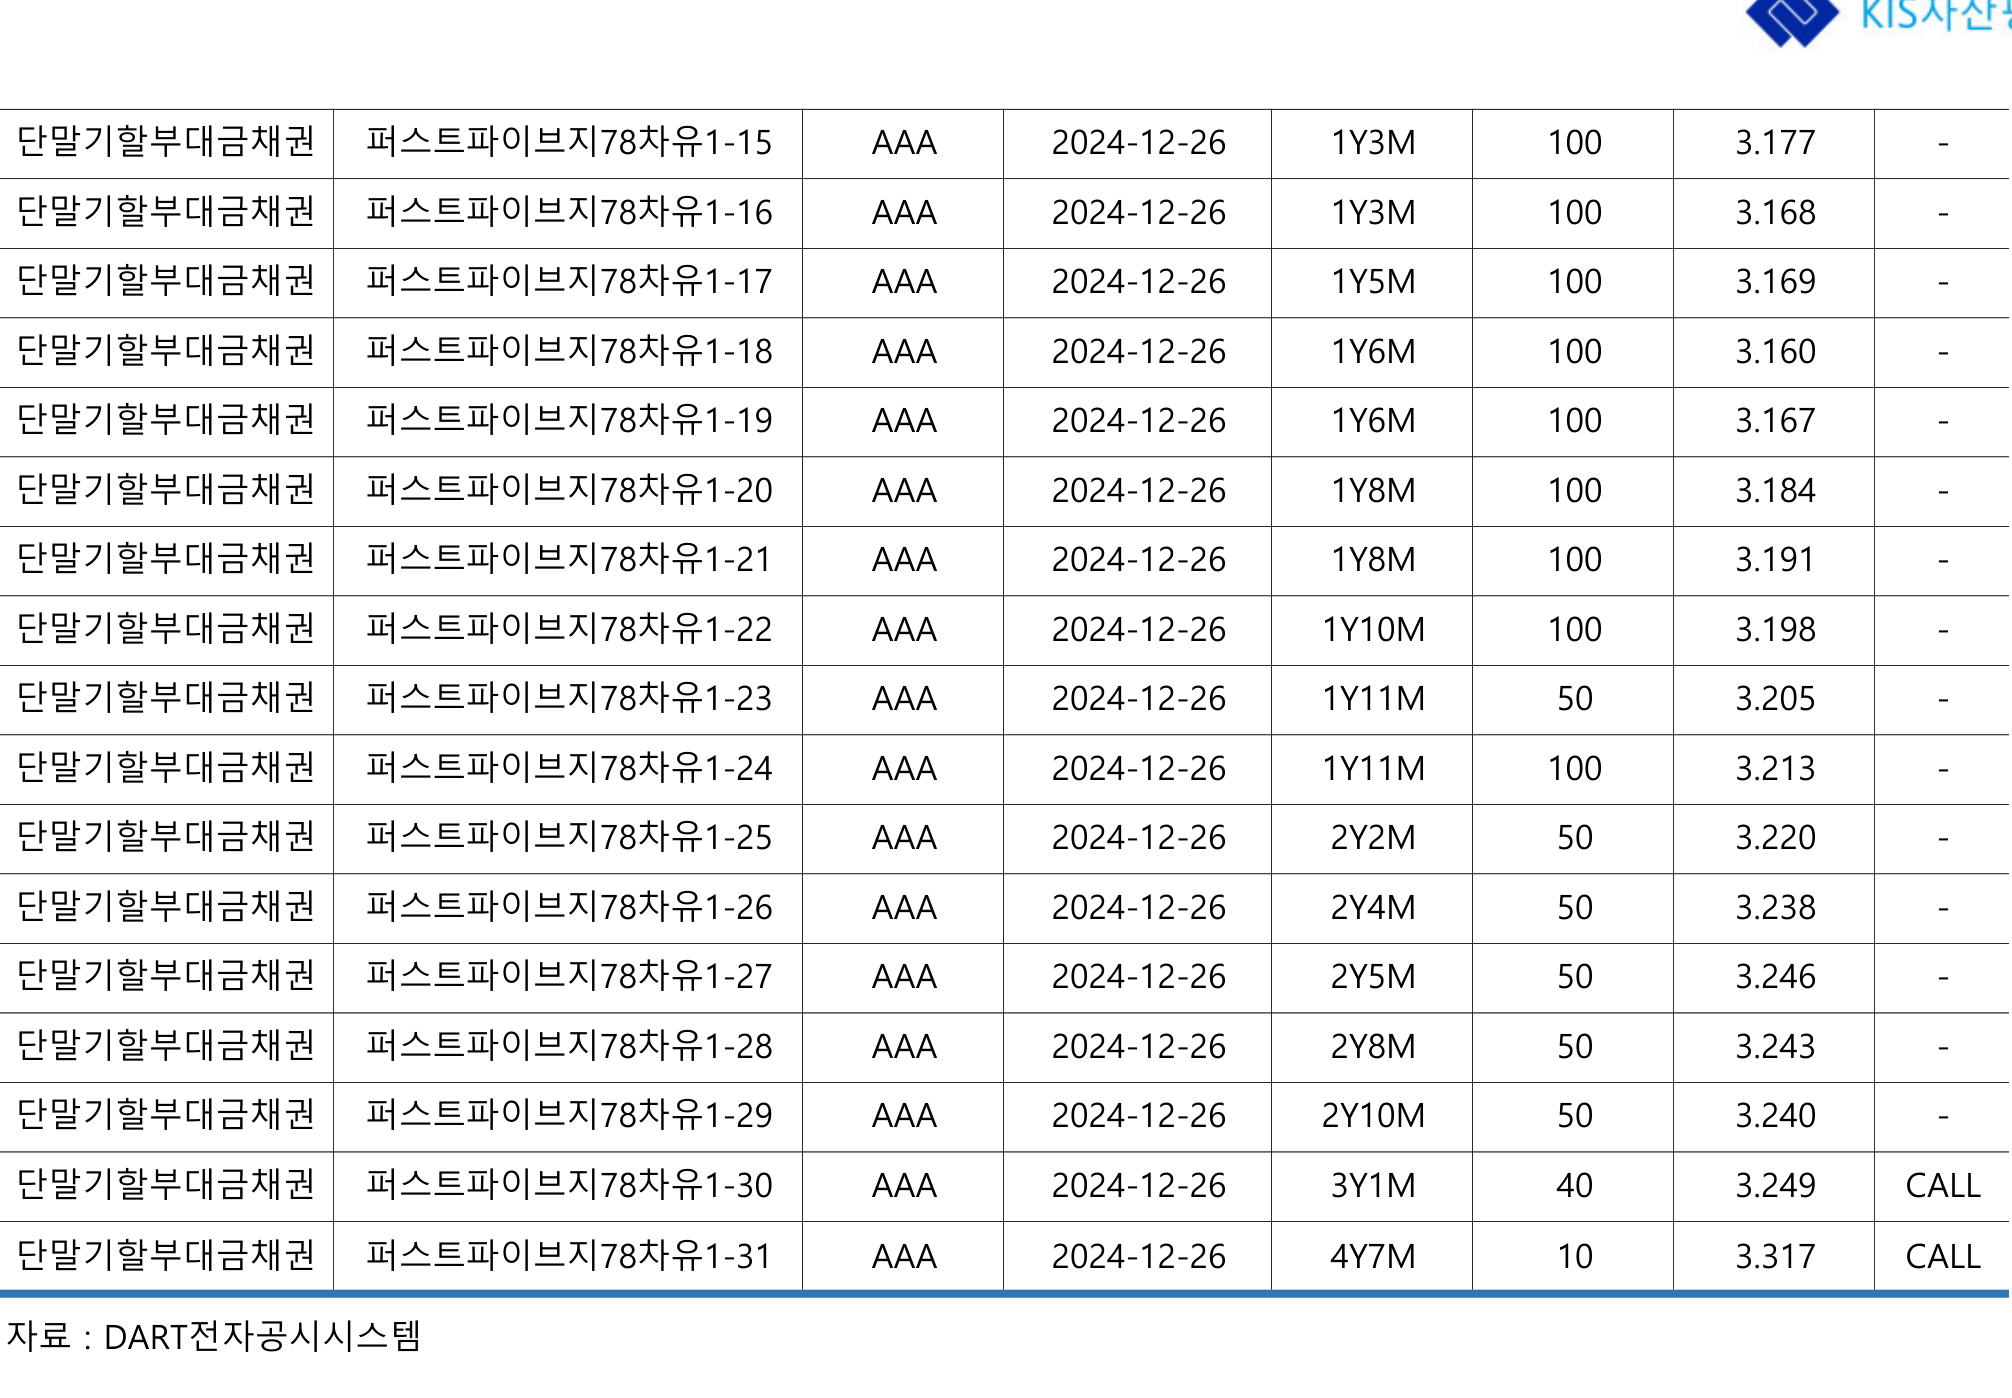 KIS자산
단말기할부대금채권 퍼스트파이브지78차유1-15 AAA 2024-12-26 1Y3M 100 3.177 -
단말기할부대금채권 퍼스트파이브지78차유1-16 AAA 2024-12-26 1Y3M 100 3.168 -
단말기할부대금채권 퍼스트파이브지78차유1-17 AAA 2024-12-26 1Y5M 100 3.169 -
단말기할부대금채권 퍼스트파이브지78차유1-18 AAA 2024-12-26 1Y6M 100 3.160 -
단말기할부대금채권 퍼스트파이브지78차유1-19 AAA 2024-12-26 1Y6M 100 3.167 -
단말기할부대금채권 퍼스트파이브지78차유1-20 AAA 2024-12-26 1Y8M 100 3.184 -
단말기할부대금채권 퍼스트파이브지78차유1-21 AAA 2024-12-26 1Y8M 100 3.191 -
단말기할부대금채권 퍼스트파이브지78차유1-22 AAA 2024-12-26 1Y10M 100 3.198 -
단말기할부대금채권 퍼스트파이브지78차유1-23 AAA 2024-12-26 1Y11M 50 3.205 -
단말기할부대금채권 퍼스트파이브지78차유1-24 AAA 2024-12-26 1Y11M 100 3.213 -
단말기할부대금채권 퍼스트파이브지78차유1-25 AAA 2024-12-26 2Y2M 50 3.220 -
단말기할부대금채권 퍼스트파이브지78차유1-26 AAA 2024-12-26 2Y4M 50 3.238 -
단말기할부대금채권 퍼스트파이브지78차유1-27 AAA 2024-12-26 2Y5M 50 3.246 -
단말기할부대금채권 퍼스트파이브지78차유1-28 AAA 2024-12-26 2Y8M 50 3.243 -
단말기할부대금채권 퍼스트파이브지78차유1-29 AAA 2024-12-26 2Y10M 50 3.240 -
단말기할부대금채권 퍼스트파이브지78차유1-30 AAA 2024-12-26 3Y1M 40 3.249 CALL
단말기할부대금채권 퍼스트파이브지78차유1-31 AAA 2024-12-26 4Y7M 10 3.317 CALL
자료 : DART전자공시시스템